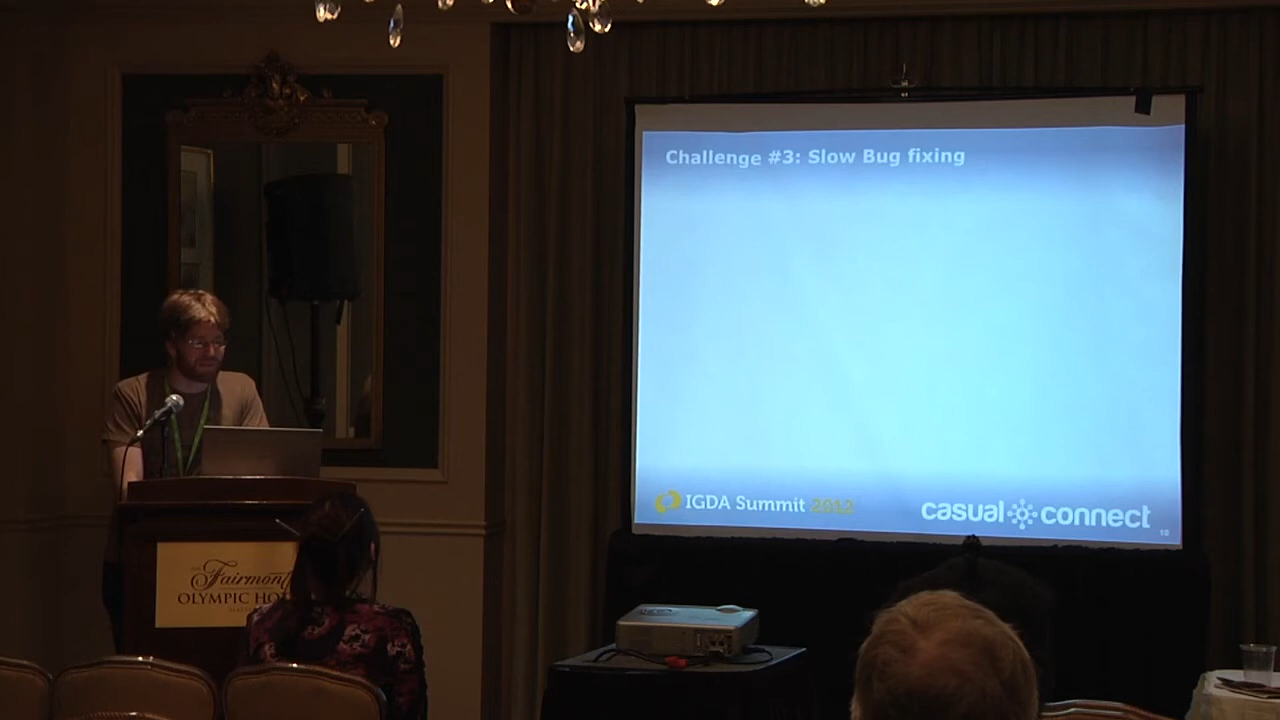 Challenge #3: Slow Bug fixing
IGDA Summit 2012
casual connect
10
Fairmont
OLYMPIC HO